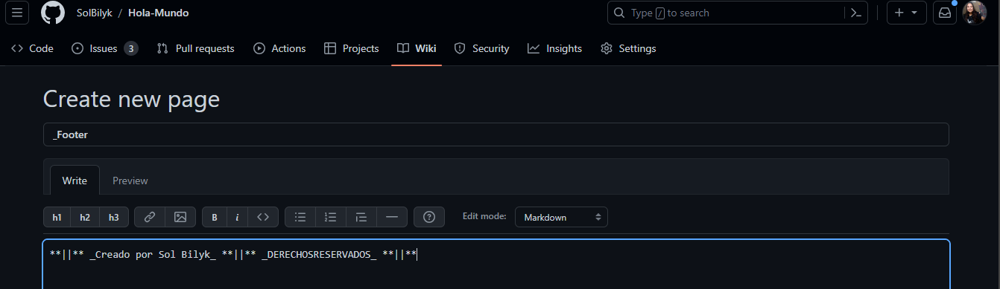 SolBilyk / Hola-Mundo
Type / to search
Code
Issues 3
Pull requests
Actions
Projects
Wiki
Security
Insights
Settings
Create new page
_Footer
Write
Preview
h1 h2 h3 B i
Edit mode: Markdown
**||** _Creado por Sol Bilyk_ **||** _DERECHOSRESERVADOS_ **||**